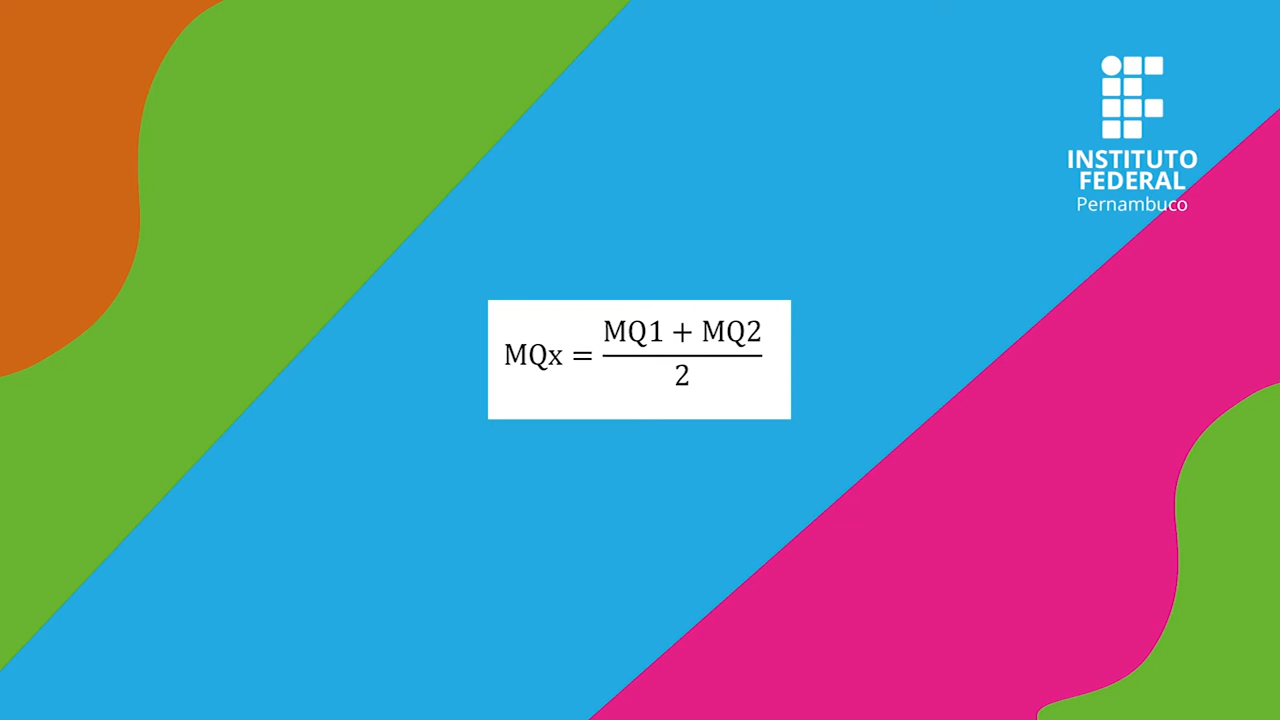 INSTITUTO
FEDERAL
Pernambuco
MQx = (MQ1 + MQ2) / 2